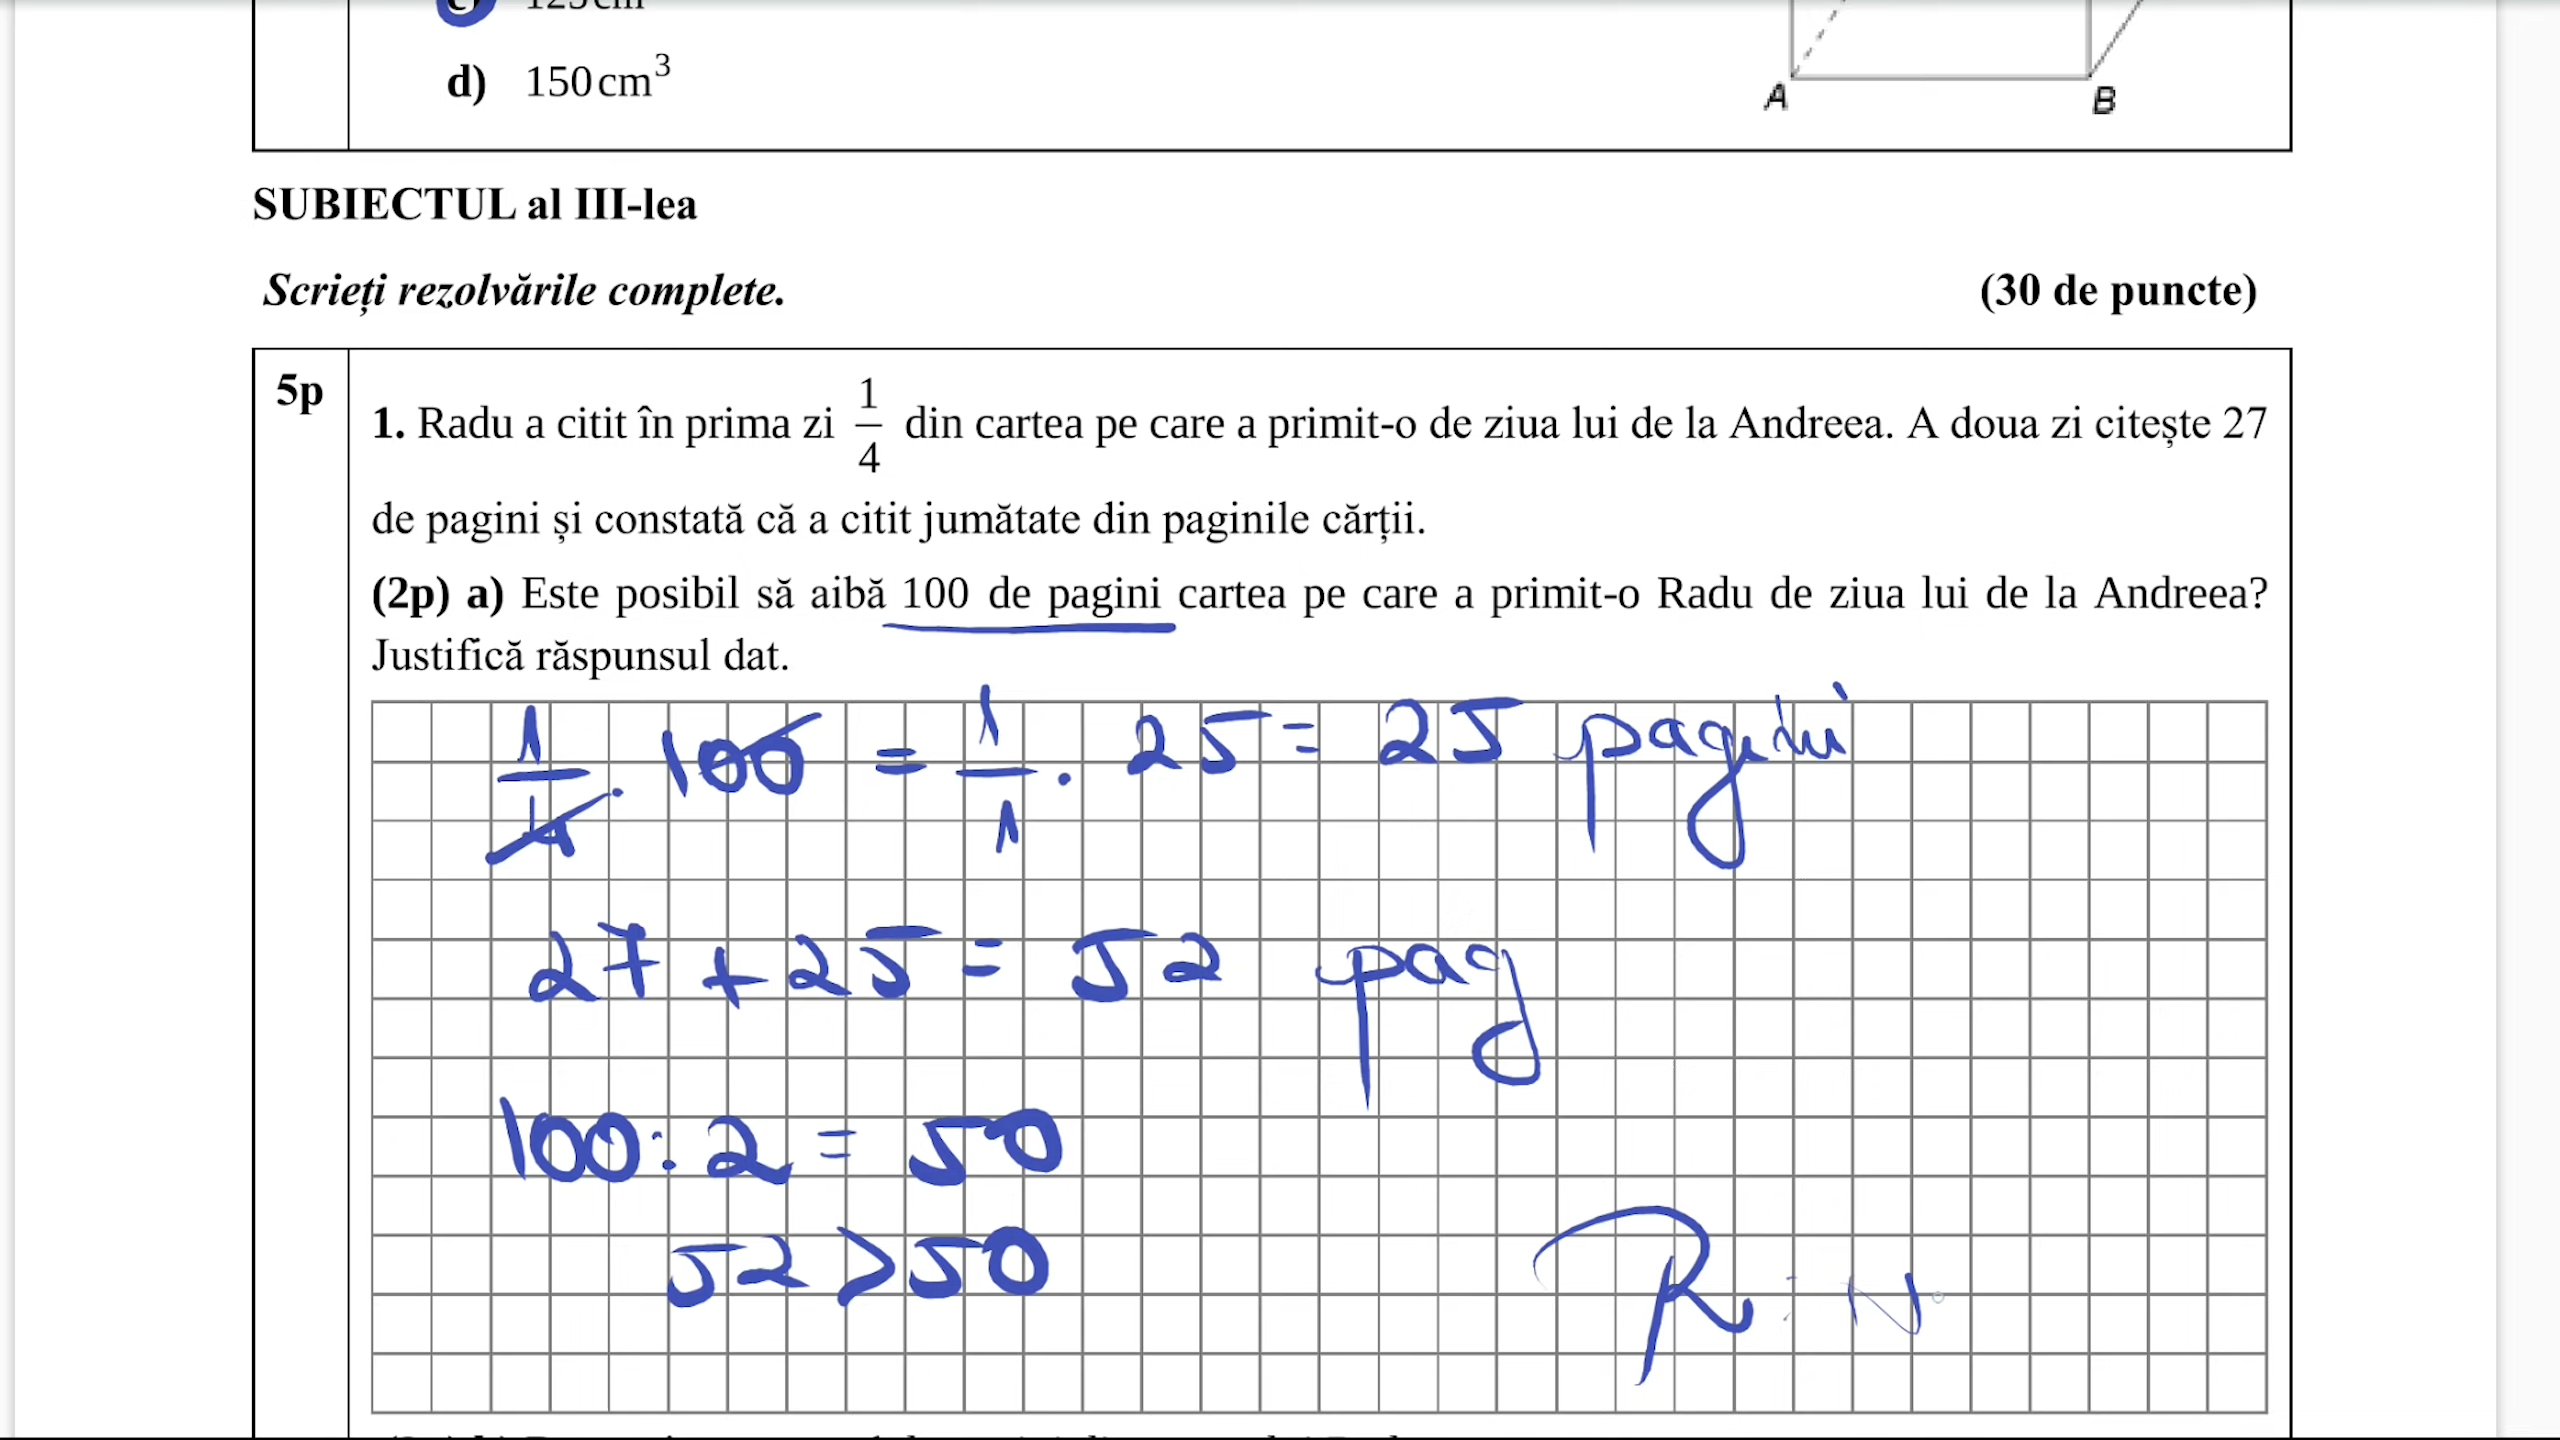 d) 150 cm³
A B
SUBIECTUL al III-lea
Scrieți rezolvările complete. (30 de puncte)
5p
1. Radu a citit în prima zi 1/4 din cartea pe care a primit-o de ziua lui de la Andreea. A doua zi citește 27
de pagini și constată că a citit jumătate din paginile cărții.
(2p) a) Este posibil să aibă 100 de pagini cartea pe care a primit-o Radu de ziua lui de la Andreea?
Justifică răspunsul dat.
1/4 · 100 = 1/1 · 25 = 25 pagini
27 + 25 = 52 pag
100 : 2 = 50
52 > 50
R : N